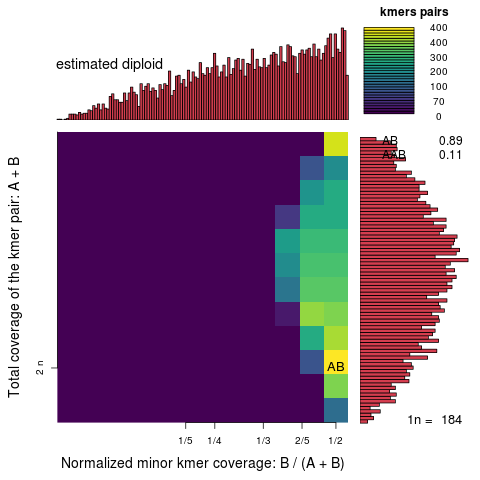 kmers pairs
estimated diploid
400
400
300
200
100
70
0
AB 0.89
AAB 0.11
Total coverage of the kmer pair: A + B
2 n
AB
1n = 184
1/5 1/4 1/3 2/5 1/2
Normalized minor kmer coverage: B / (A + B)